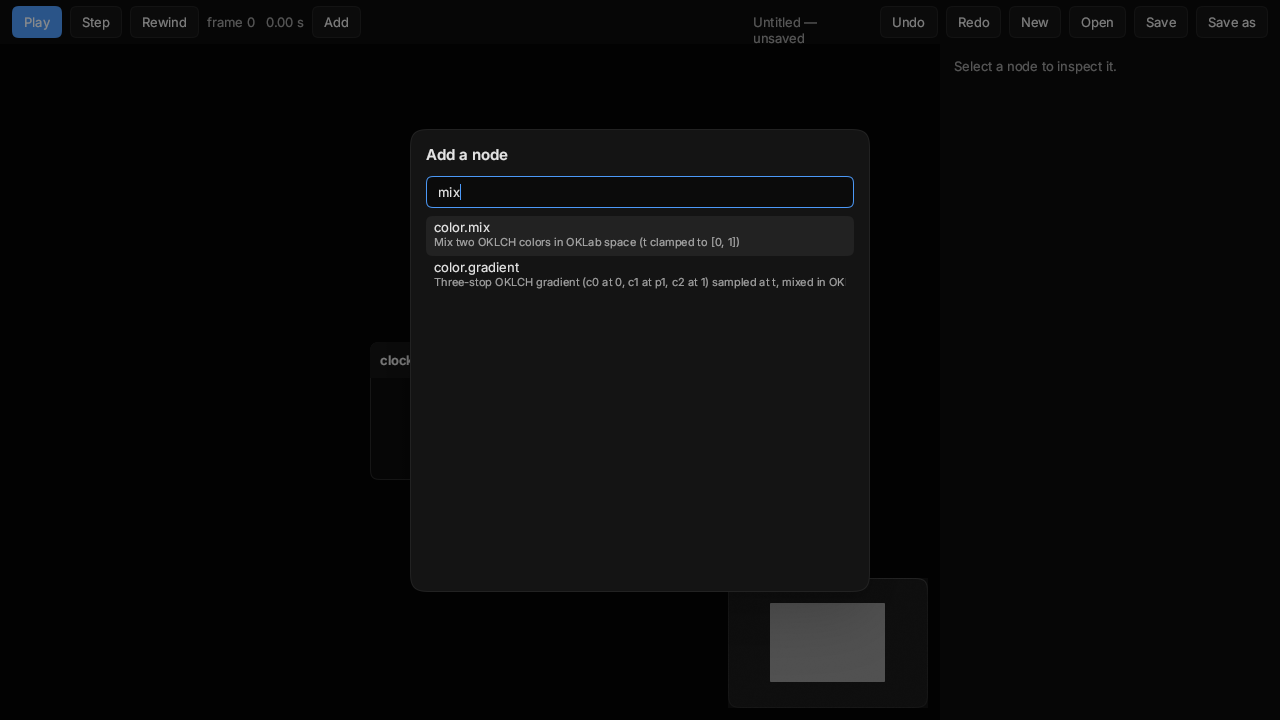 Play Step Rewind frame 0 0.00 s Add Untitled — unsaved Undo Redo New Open Save Save as
Select a node to inspect it.
Add a node
mix
color.mix
Mix two OKLCH colors in OKLab space (t clamped to [0, 1])
color.gradient
Three-stop OKLCH gradient (c0 at 0, c1 at p1, c2 at 1) sampled at t, mixed in OK
clock